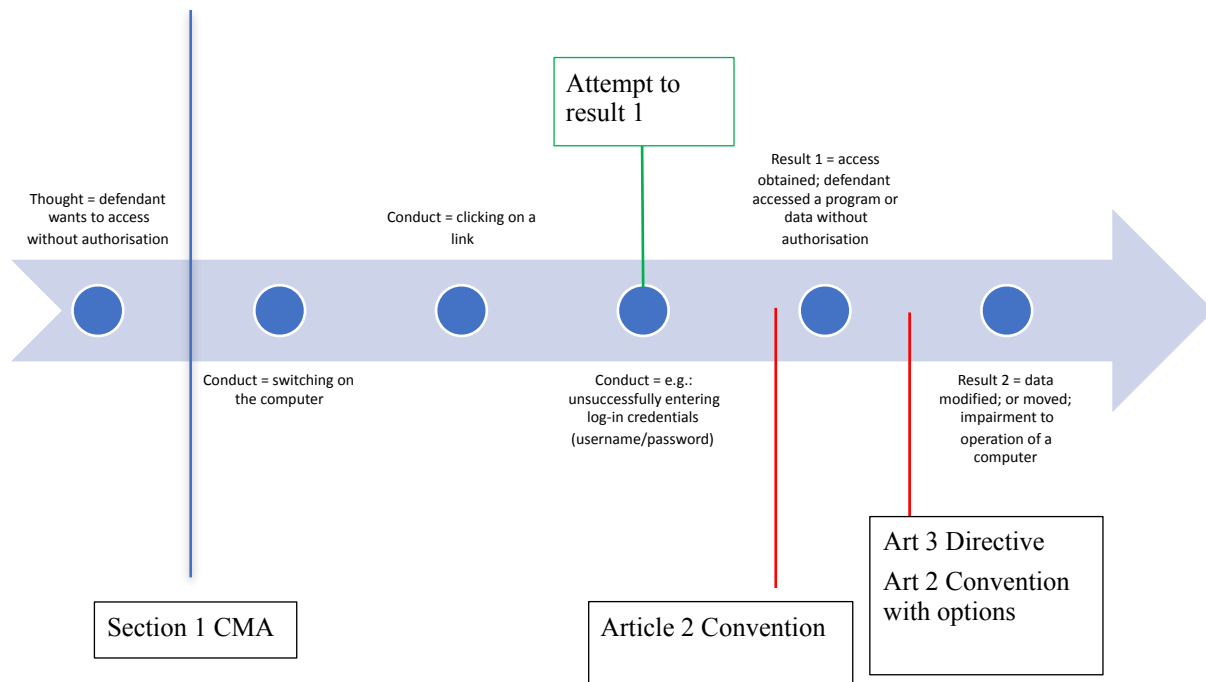 Attempt to
result 1
Thought = defendant
wants to access
without authorisation
Conduct = clicking on a
link
Result 1 = access
obtained; defendant
accessed a program or
data without
authorisation
Conduct = switching on
the computer
Conduct = e.g.:
unsuccessfully entering
log-in credentials
(username/password)
Result 2 = data
modified; or moved;
impairment to
operation of a
computer
Section 1 CMA
Article 2 Convention
Art 3 Directive
Art 2 Convention
with options